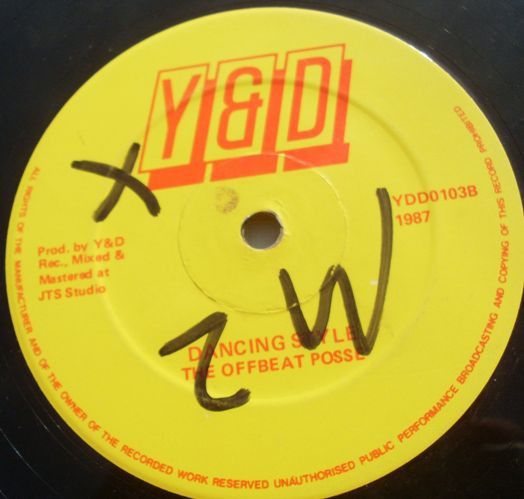 Y&D
X
W
2
YDD0103B
1987
Prod. by Y&D
Rec., Mixed &
Mastered at
JTS Studio
DANCING STYLE
THE OFFBEAT POSSE
ALL RIGHTS OF THE MANUFACTURER AND OF THE OWNER OF THE RECORDED WORK RESERVED UNAUTHORISED PUBLIC PERFORMANCE BROADCASTING AND COPYING OF THIS RECORD PROHIBITED